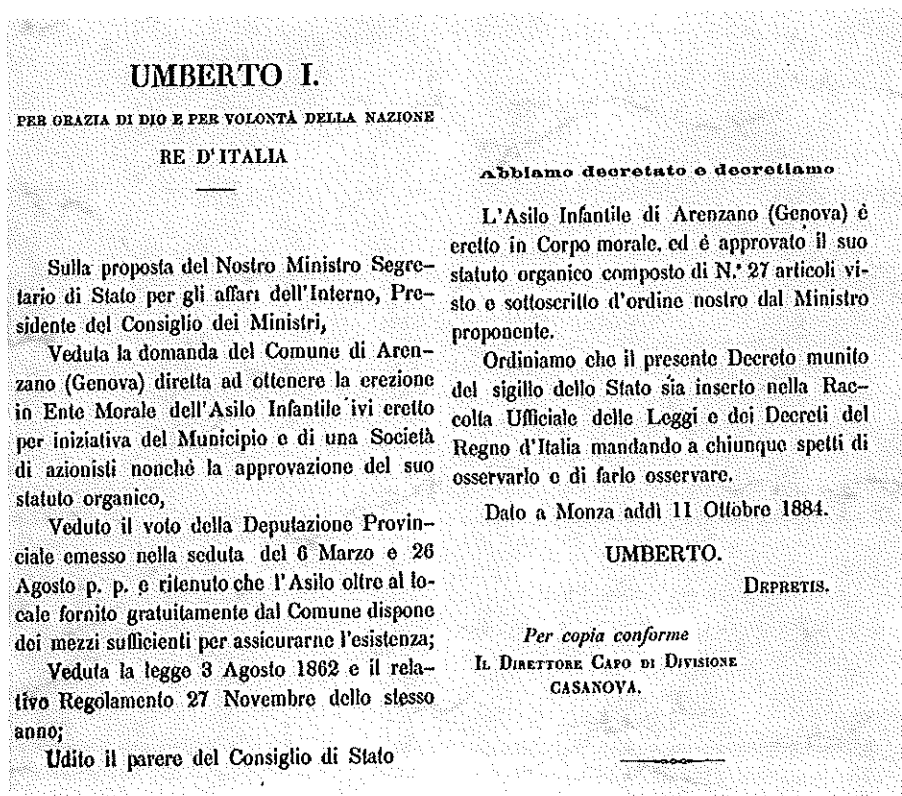 UMBERTO I.
PER GRAZIA DI DIO E PER VOLONTÀ DELLA NAZIONE
RE D'ITALIA
Sulla proposta del Nostro Ministro Segre–
tario di Stato per gli affari dell'Interno, Pre–
sidente del Consiglio dei Ministri,
Veduta la domanda del Comune di Aren–
zano (Genova) diretta ad ottenere la erezione
in Ente Morale dell'Asilo Infantile ivi eretto
per iniziativa del Municipio e di una Società
di azionisti nonchè la approvazione del suo
statuto organico,
Veduto il voto della Deputazione Provin–
ciale emesso nella seduta del 6 Marzo e 26
Agosto p. p. e ritenuto che l'Asilo oltre al lo–
cale fornito gratuitamente dal Comune dispone
dei mezzi sufficienti per assicurarne l'esistenza;
Veduta la legge 3 Agosto 1862 e il rela–
tivo Regolamento 27 Novembre dello stesso
anno;
Udito il parere del Consiglio di Stato
Abbiamo decretato e decretiamo
L'Asilo Infantile di Arenzano (Genova) è
eretto in Corpo morale, ed è approvato il suo
statuto organico composto di N.° 27 articoli vi–
sto e sottoscritto d'ordine nostro dal Ministro
proponente.
Ordiniamo che il presente Decreto munito
del sigillo dello Stato sia inserto nella Rac–
colta Ufficiale delle Leggi e dei Decreti del
Regno d'Italia mandando a chiunque spetti di
osservarlo e di farlo osservare.
Dato a Monza addì 11 Ottobre 1884.
UMBERTO.
DEPRETIS.
Per copia conforme
IL DIRETTORE CAPO DI DIVISIONE
CASANOVA.